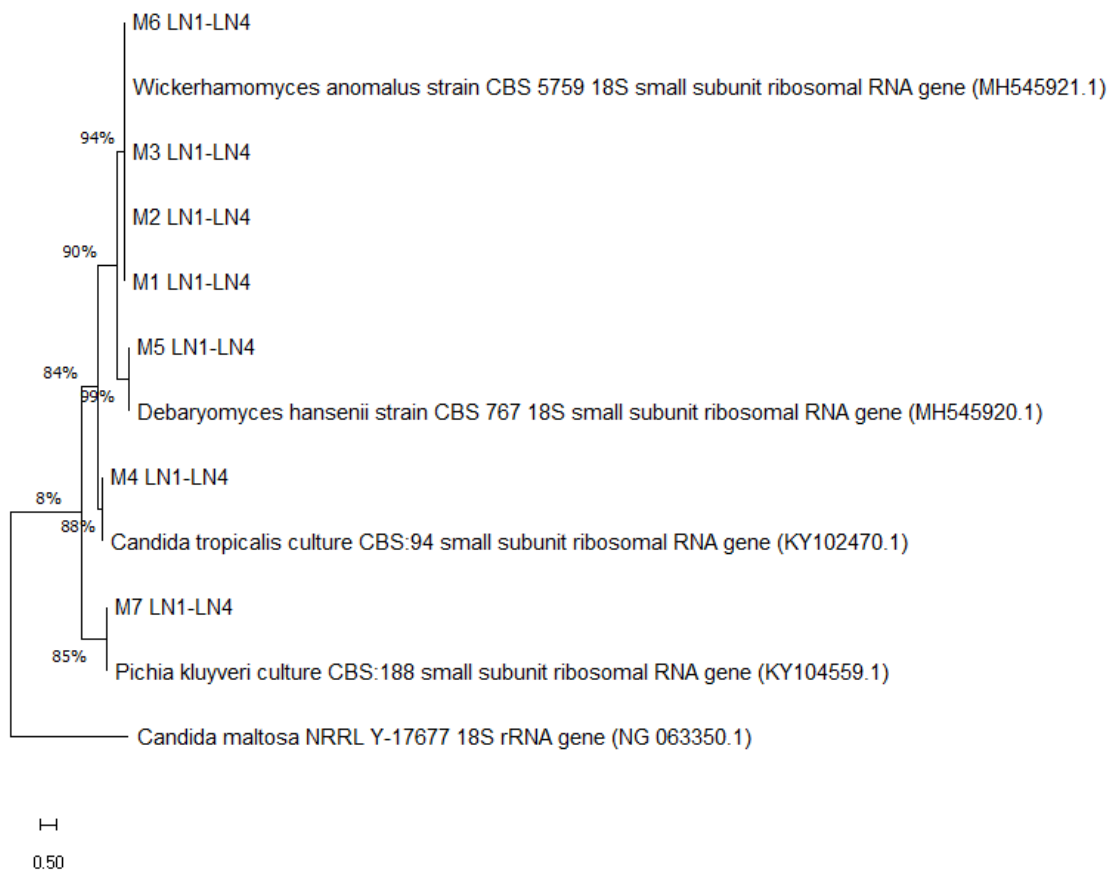 M6 LN1-LN4
Wickerhamomyces anomalus strain CBS 5759 18S small subunit ribosomal RNA gene (MH545921.1)
94%
M3 LN1-LN4
M2 LN1-LN4
90%
M1 LN1-LN4
M5 LN1-LN4
84%
99%
Debaryomyces hansenii strain CBS 767 18S small subunit ribosomal RNA gene (MH545920.1)
M4 LN1-LN4
8%
88%
Candida tropicalis culture CBS:94 small subunit ribosomal RNA gene (KY102470.1)
M7 LN1-LN4
85%
Pichia kluyveri culture CBS:188 small subunit ribosomal RNA gene (KY104559.1)
Candida maltosa NRRL Y-17677 18S rRNA gene (NG 063350.1)
0.50